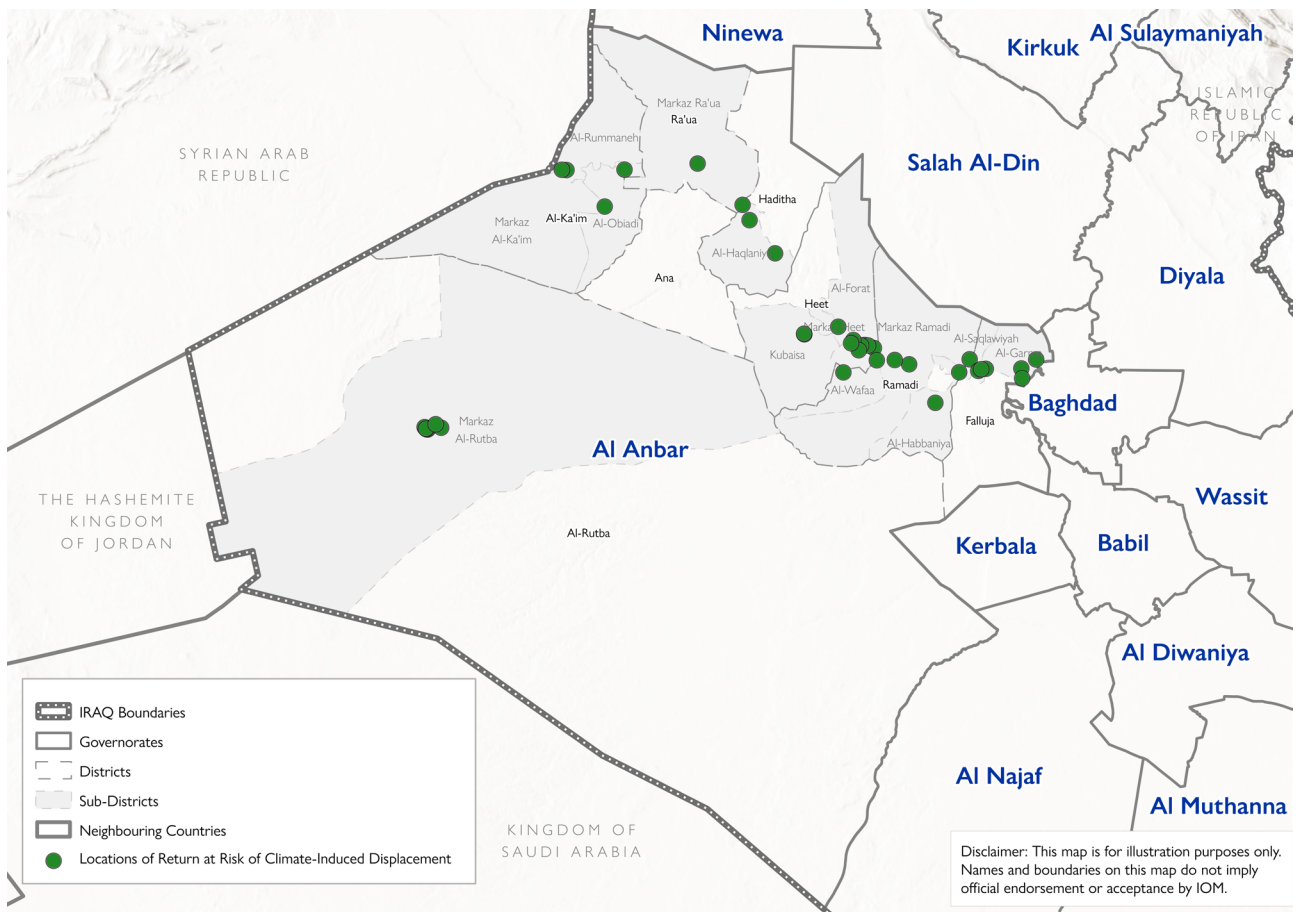 Ninewa
Kirkuk
Al Sulaymaniyah
ISLAMIC
REPUBLIC
OF IRAN
SYRIAN ARAB
REPUBLIC
Markaz Ra'ua
Ra'ua
Al-Rummaneh
Salah Al-Din
Haditha
Al-Ka'im
Al-Obiadi
Markaz
Al-Ka'im
Al-Haqlaniya
Ana
Diyala
Al-Forat
Heet
Markaz Heet
Markaz Ramadi
Al-Saqlawiyah
Al-Garma
Kubaisa
Al-Wafaa
Ramadi
Baghdad
Falluja
Markaz
Al-Rutba
Al Anbar
Al-Habbaniya
THE HASHEMITE
KINGDOM
OF JORDAN
Wassit
Al-Rutba
Kerbala
Babil
Al Diwaniya
IRAQ Boundaries
Governorates
Districts
Sub-Districts
Neighbouring Countries
Locations of Return at Risk of Climate-Induced Displacement
Al Najaf
Al Muthanna
KINGDOM OF
SAUDI ARABIA
Disclaimer: This map is for illustration purposes only.
Names and boundaries on this map do not imply
official endorsement or acceptance by IOM.